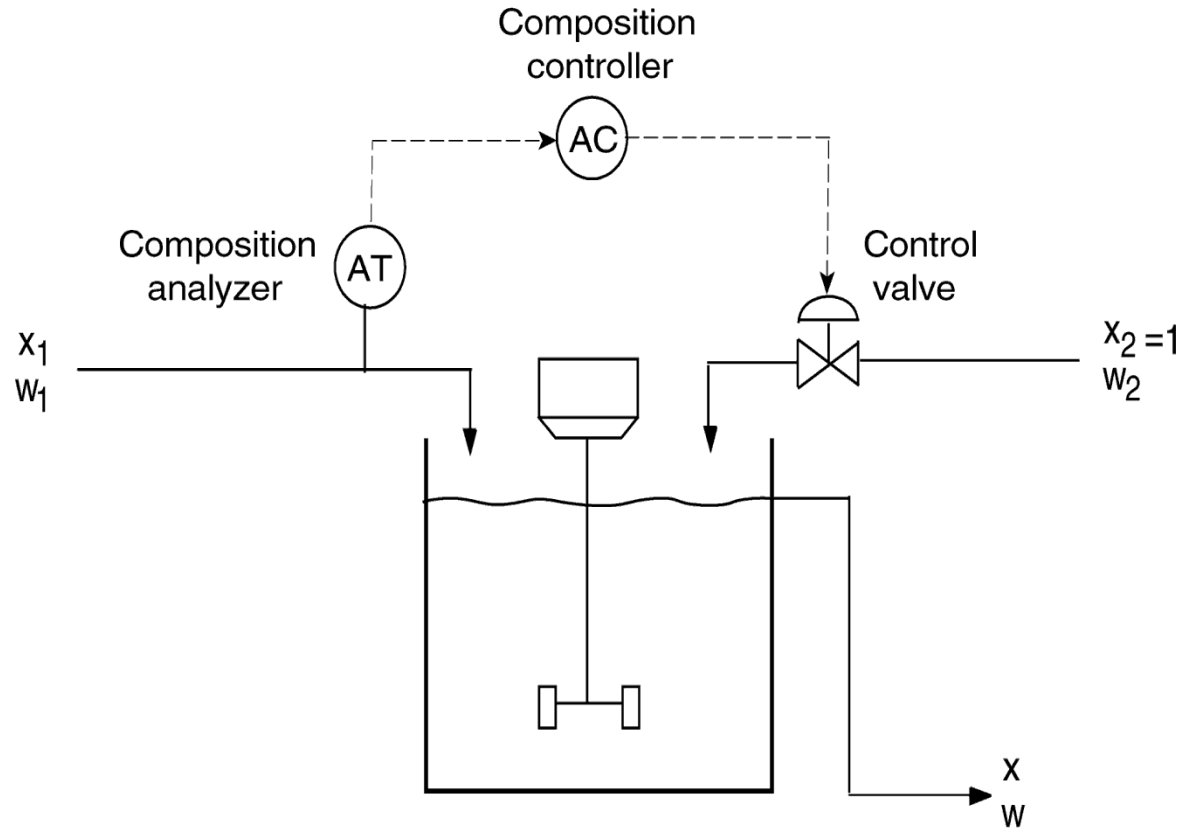 Composition
controller
AC
Composition
analyzer
AT
Control
valve
x₁
w₁
x₂ =1
w₂
x
w